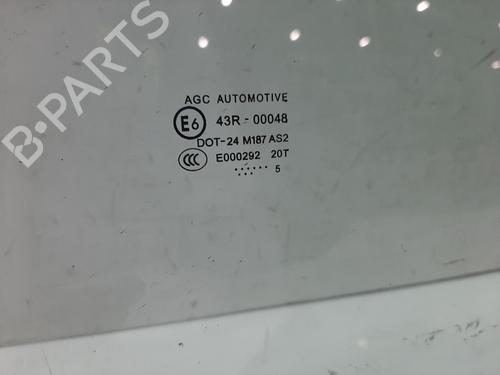 B-PARTS
AGC AUTOMOTIVE
E6 43R - 00048
DOT-24 M187 AS2
CCC E000292 20T
5